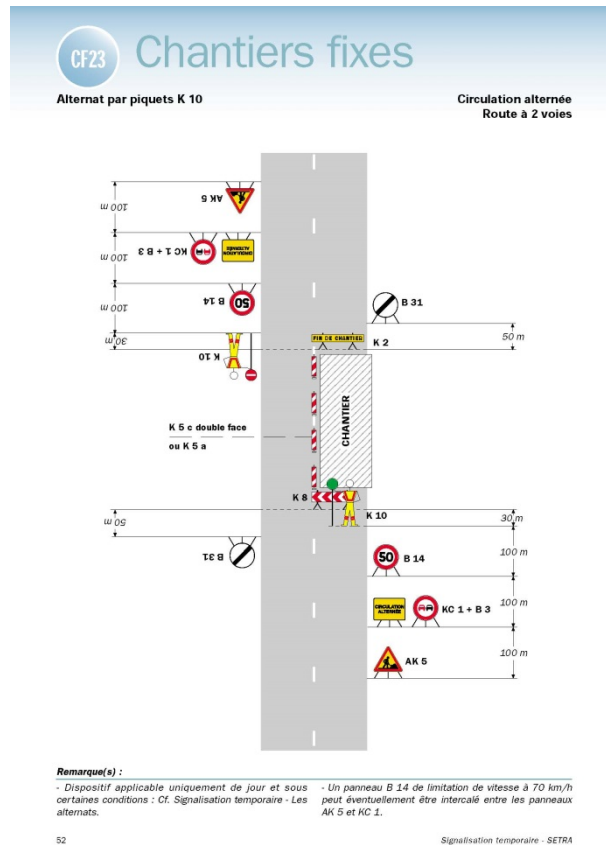 CF23 Chantiers fixes
Alternat par piquets K 10
Circulation alternée
Route à 2 voies
AK 5
100 m
KC 1 + B 3
CIRCULATION ALTERNÉE
100 m
50
B 14
100 m
B 31
30 m
K 10
FIN DE CHANTIER
K 2
50 m
K 5 c double face
ou K 5 a
CHANTIER
K 8
K 10
50 m
30 m
B 31
50
B 14
100 m
CIRCULATION
ALTERNÉE
KC 1 + B 3
100 m
AK 5
100 m
Remarque(s) :
- Dispositif applicable uniquement de jour et sous
certaines conditions : Cf. Signalisation temporaire - Les
alternats.
- Un panneau B 14 de limitation de vitesse à 70 km/h
peut éventuellement être intercalé entre les panneaux
AK 5 et KC 1.
52
Signalisation temporaire - SETRA